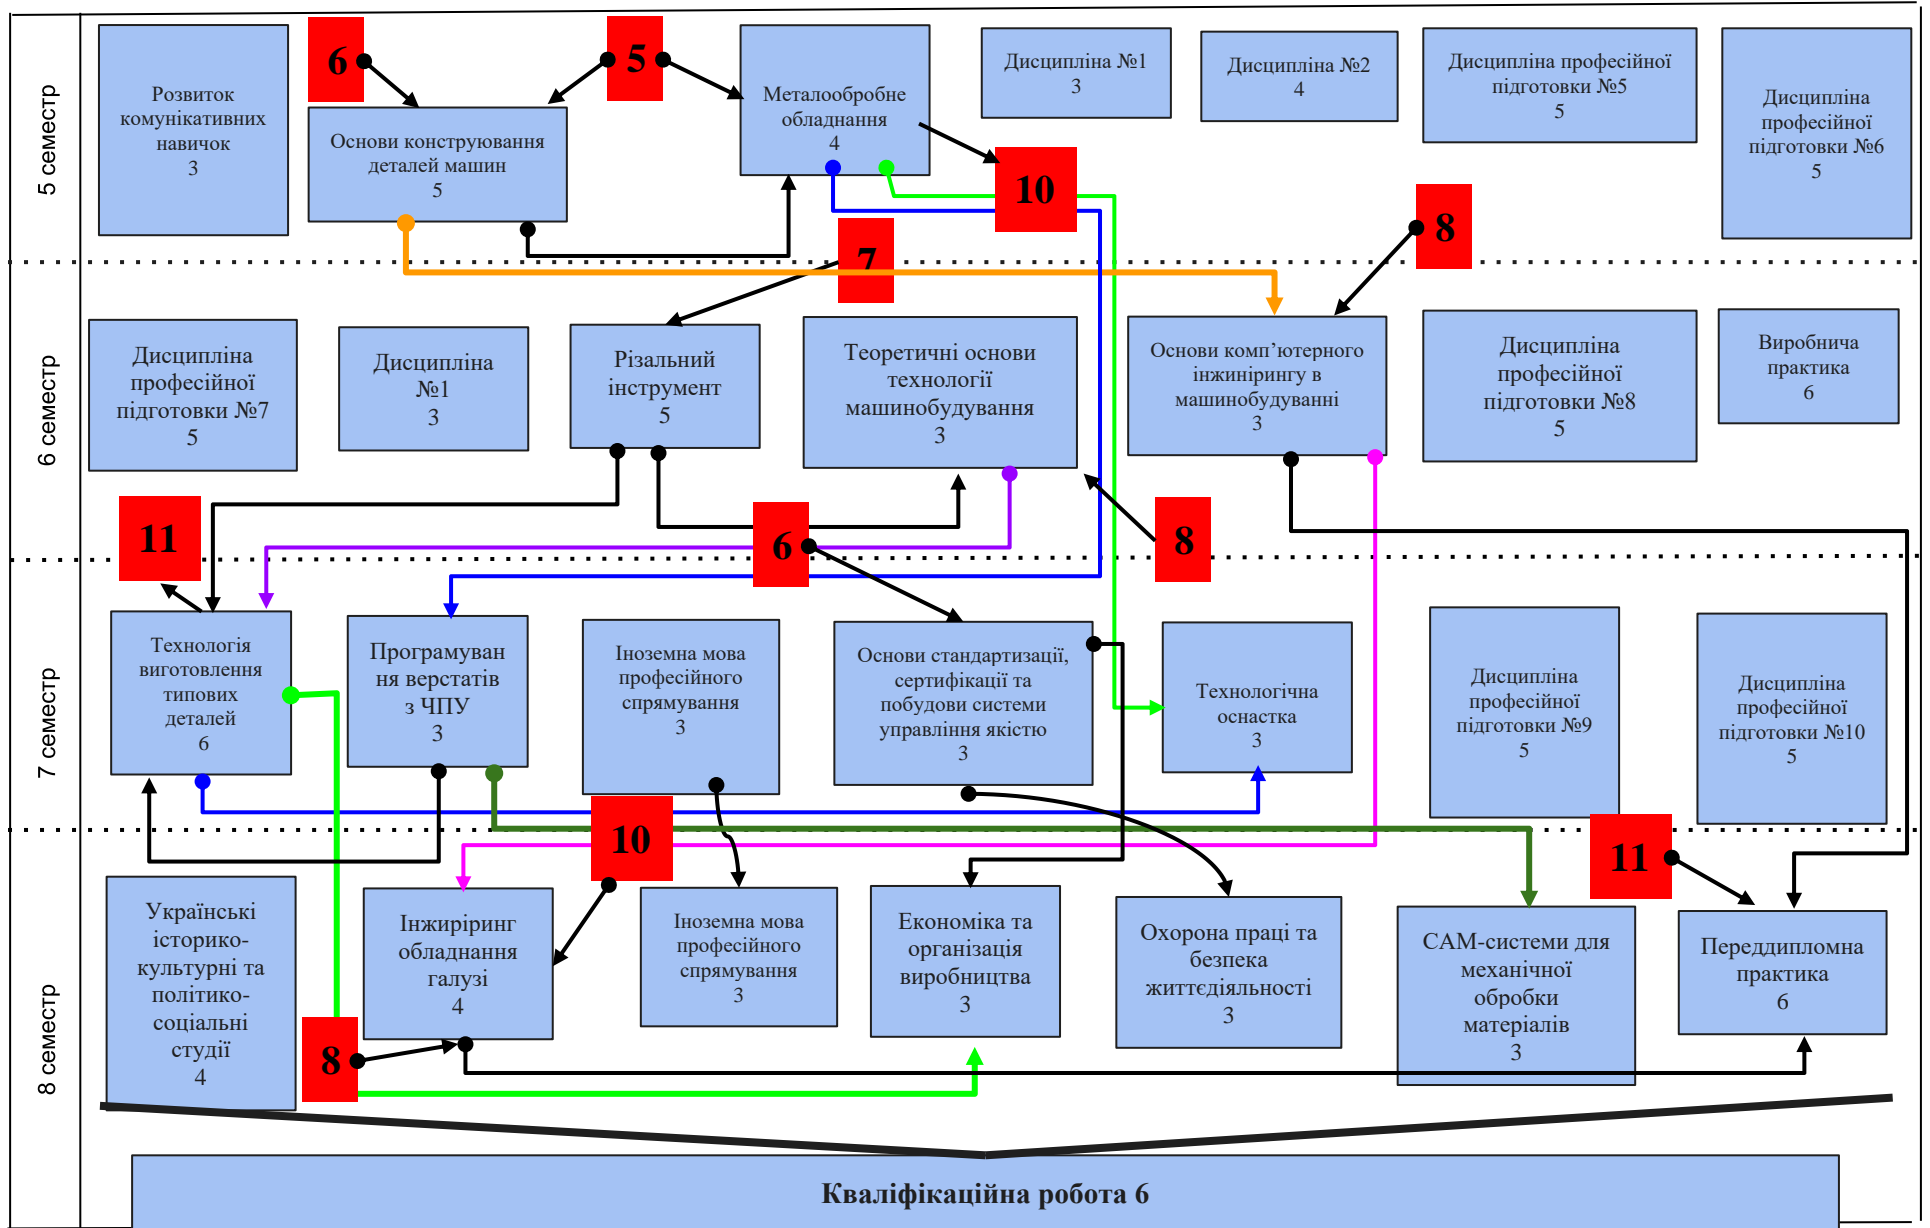 5 семестр
Розвиток
комунікативних
навичок
3
6
Основи конструювання
деталей машин
5
5
Металообробне
обладнання
4
10
Дисципліна №1
3
Дисципліна №2
4
8
Дисципліна професійної
підготовки №5
5
Дисципліна
професійної
підготовки №6
5
7
6 семестр
Дисципліна
професійної
підготовки №7
5
Дисципліна
№1
3
Різальний
інструмент
5
Теоретичні основи
технології
машинобудування
3
Основи комп’ютерного
інжинірингу в
машинобудуванні
3
Дисципліна
професійної
підготовки №8
5
Виробнича
практика
6
11
6
8
7 семестр
Технологія
виготовлення
типових
деталей
6
Програмуван
ня верстатів
з ЧПУ
3
Іноземна мова
професійного
спрямування
3
Основи стандартизації,
сертифікації та
побудови системи
управління якістю
3
Технологічна
оснастка
3
Дисципліна
професійної
підготовки №9
5
Дисципліна
професійної
підготовки №10
5
10
11
8 семестр
Українські
історико-
культурні та
політико-
соціальні
студії
4
8
Інжиріринг
обладнання
галузі
4
Іноземна мова
професійного
спрямування
3
Економіка та
організація
виробництва
3
Охорона праці та
безпека
життєдіяльності
3
САМ-системи для
механічної
обробки
матеріалів
3
Переддипломна
практика
6
Кваліфікаційна робота 6